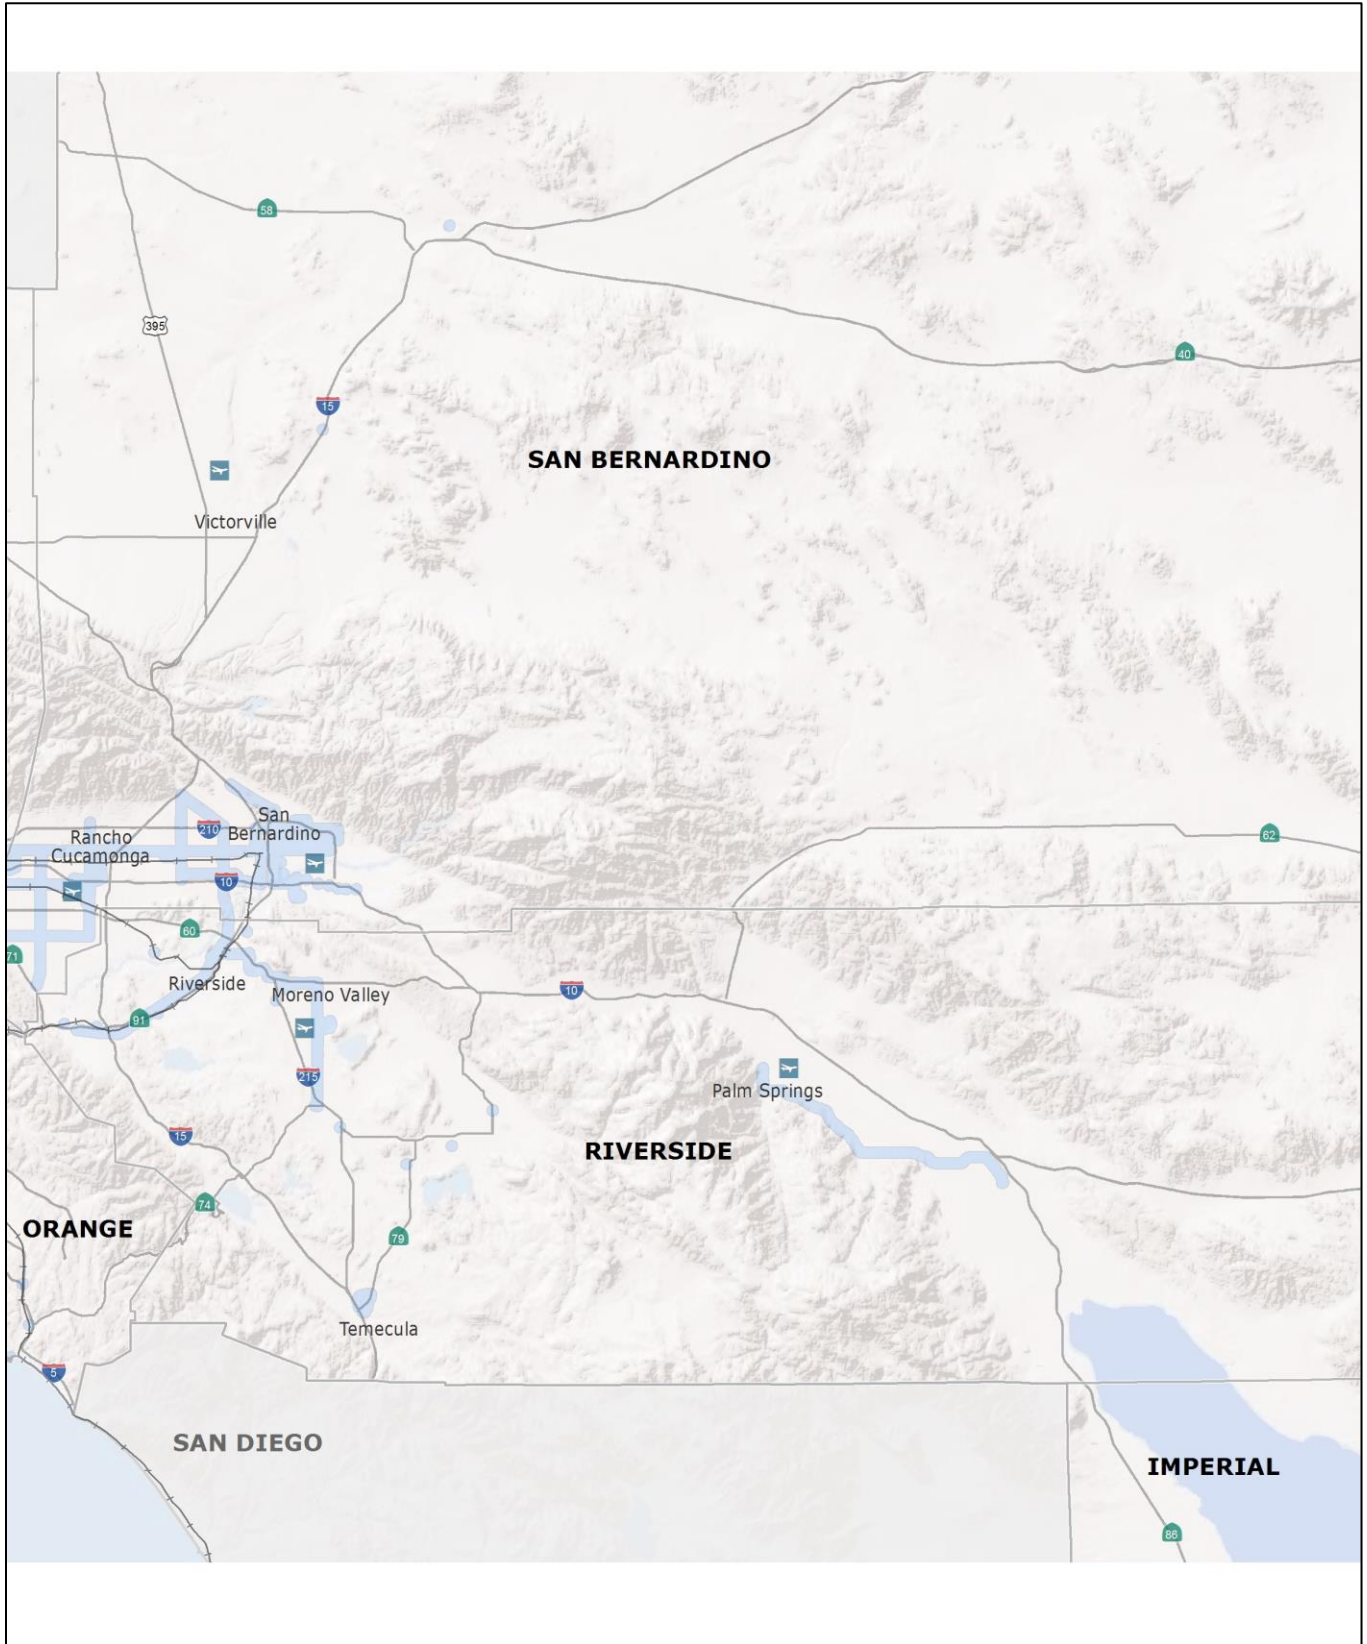 58
395
40
15
SAN BERNARDINO
Victorville
San
Bernardino
210
Rancho
Cucamonga
62
10
60
71
Riverside
Moreno Valley
10
91
215
Palm Springs
15
RIVERSIDE
74
ORANGE
79
Temecula
5
SAN DIEGO
IMPERIAL
86